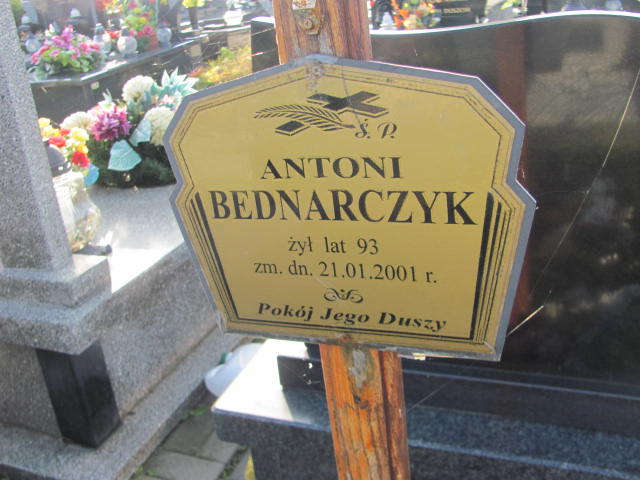 Ś. P.
ANTONI
BEDNARCZYK
żył lat 93
zm. dn. 21.01.2001 r.
Pokój Jego Duszy